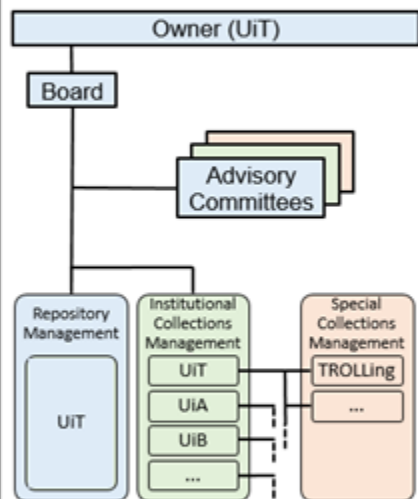 Owner (UiT)
Board
Advisory
Committees
Repository
Management
UiT
Institutional
Collections
Management
UiT
UiA
UiB
...
Special
Collections
Management
TROLLing
...